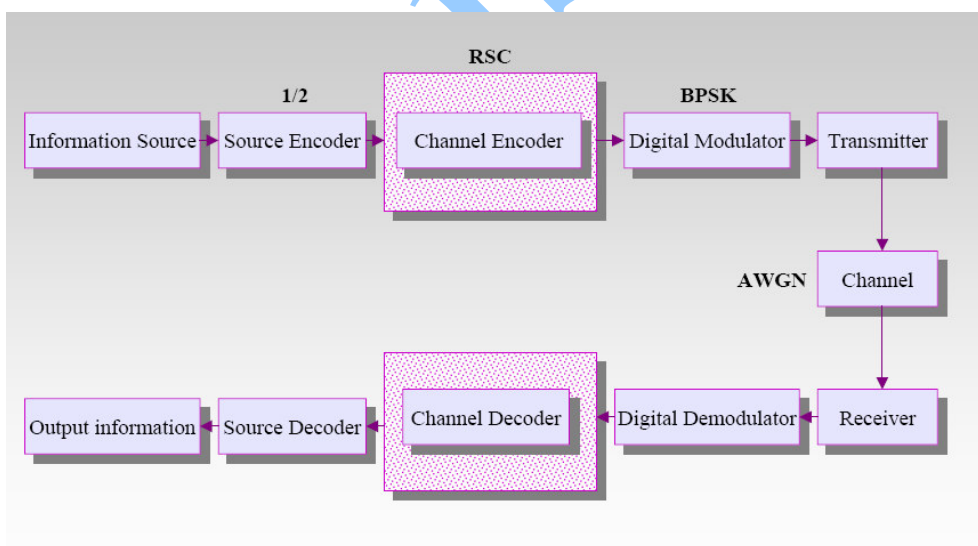 RSC
1/2
BPSK
Information Source
Source Encoder
Channel Encoder
Digital Modulator
Transmitter
AWGN
Channel
Output information
Source Decoder
Channel Decoder
Digital Demodulator
Receiver